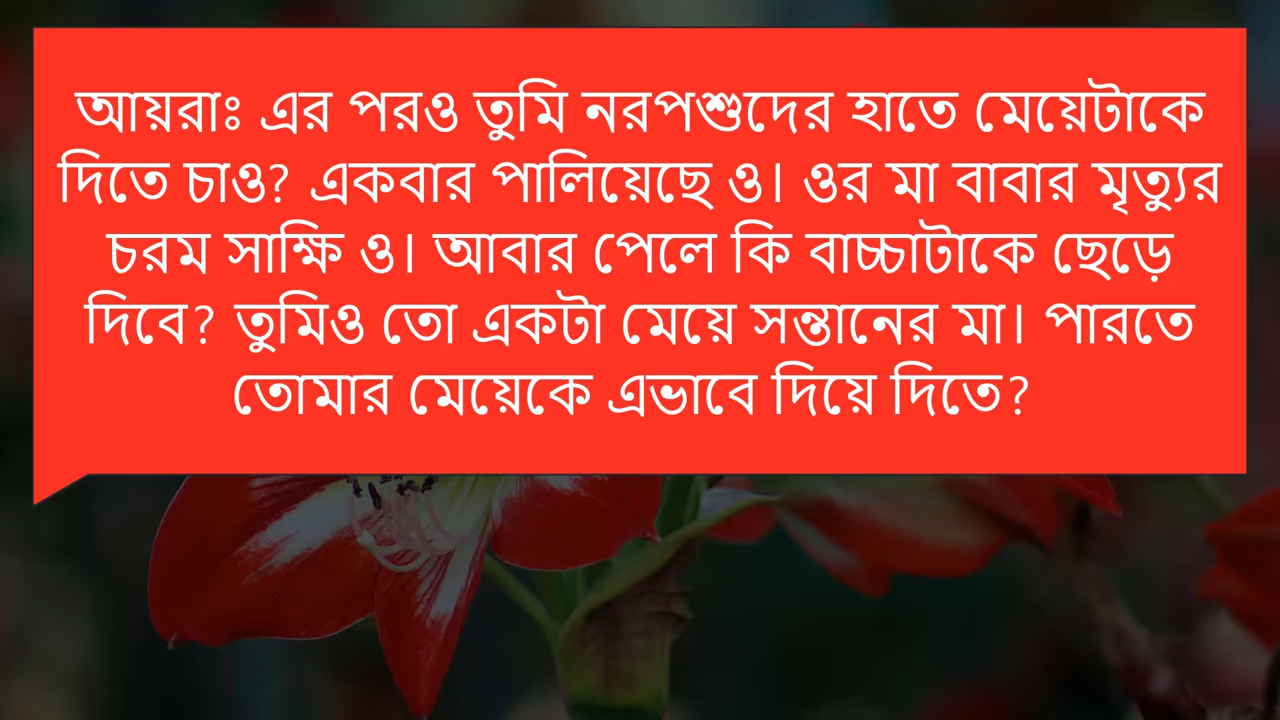 আয়রাঃ এর পরও তুমি নরপশুদের হাতে মেয়েটাকে
দিতে চাও? একবার পালিয়েছে ও। ওর মা বাবার মৃত্যুর
চরম সাক্ষি ও। আবার পেলে কি বাচ্চাটাকে ছেড়ে
দিবে? তুমিও তো একটা মেয়ে সন্তানের মা। পারতে
তোমার মেয়েকে এভাবে দিয়ে দিতে?